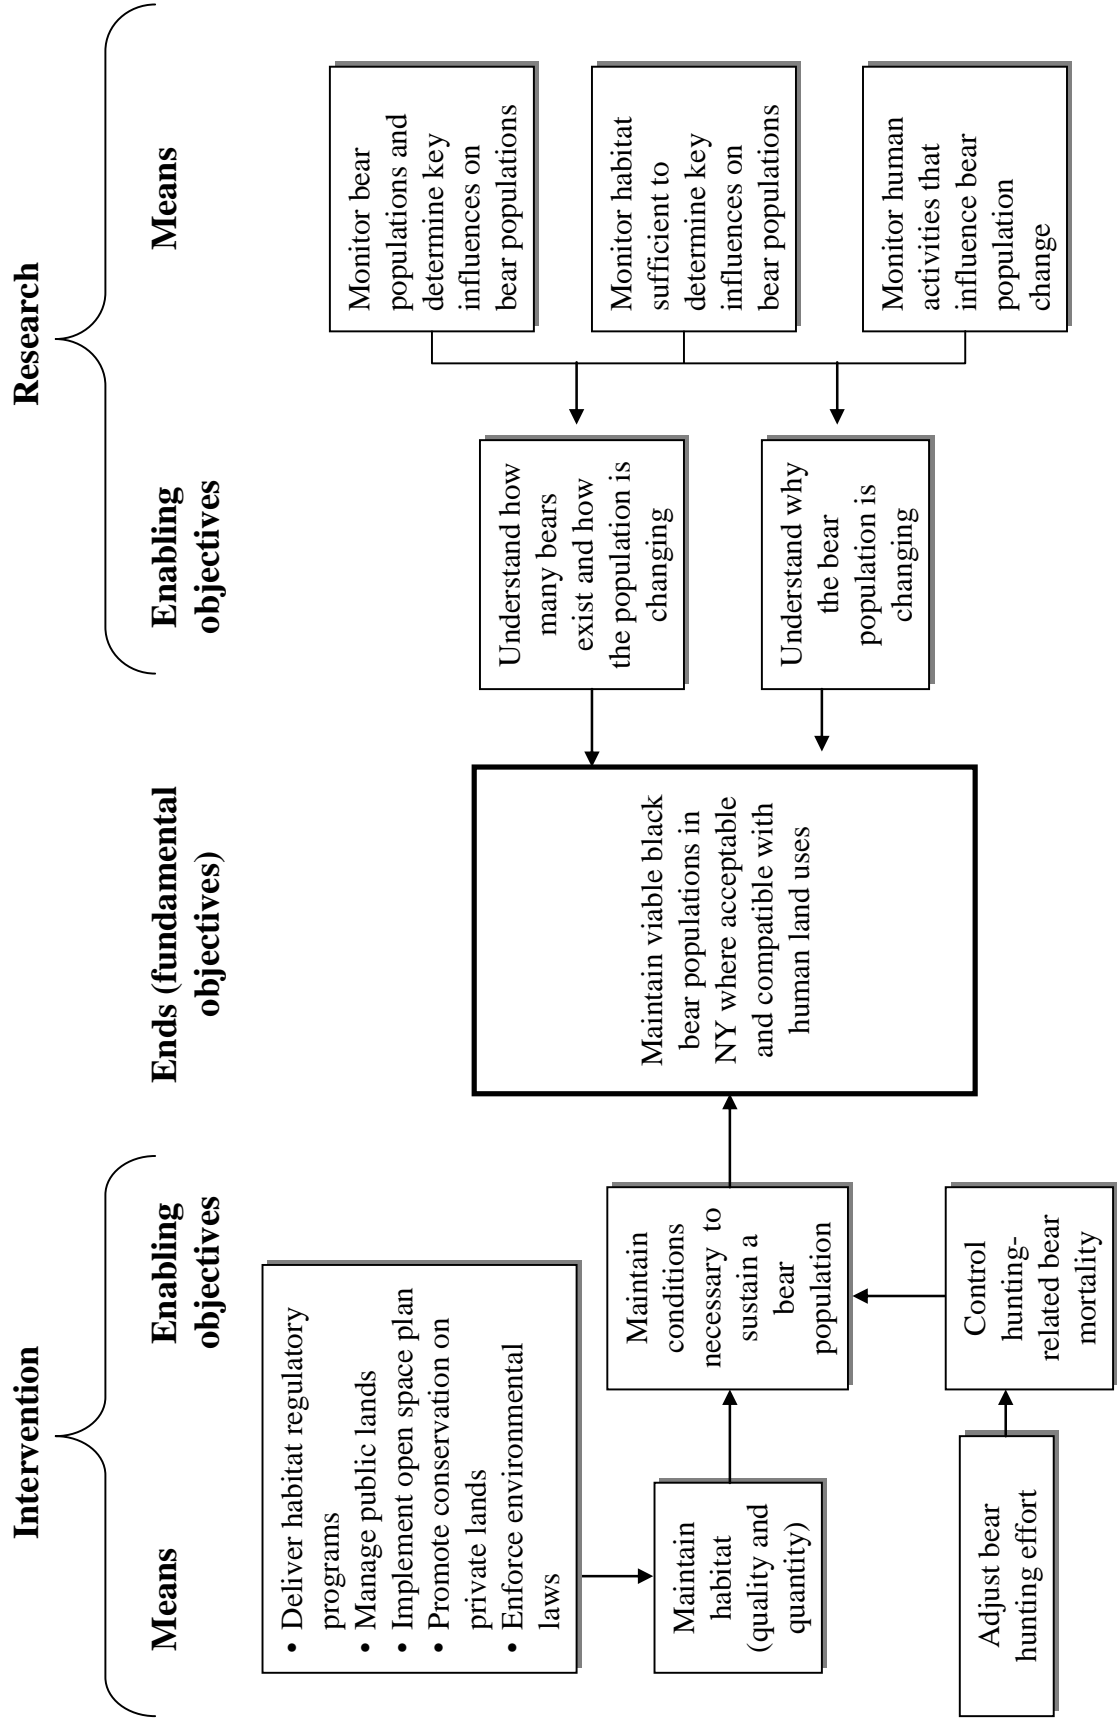 Intervention
Research
Means
Enabling
objectives
Ends (fundamental
objectives)
Enabling
objectives
Means
• Deliver habitat regulatory
programs
• Manage public lands
• Implement open space plan
• Promote conservation on
private lands
• Enforce environmental
laws
Maintain
habitat
(quality and
quantity)
Adjust bear
hunting effort
Maintain
conditions
necessary to
sustain a
bear
population
Control
hunting-
related bear
mortality
Maintain viable black
bear populations in
NY where acceptable
and compatible with
human land uses
Understand how
many bears
exist and how
the population is
changing
Understand why
the bear
population is
changing
Monitor bear
populations and
determine key
influences on
bear populations
Monitor habitat
sufficient to
determine key
influences on
bear populations
Monitor human
activities that
influence bear
population
change